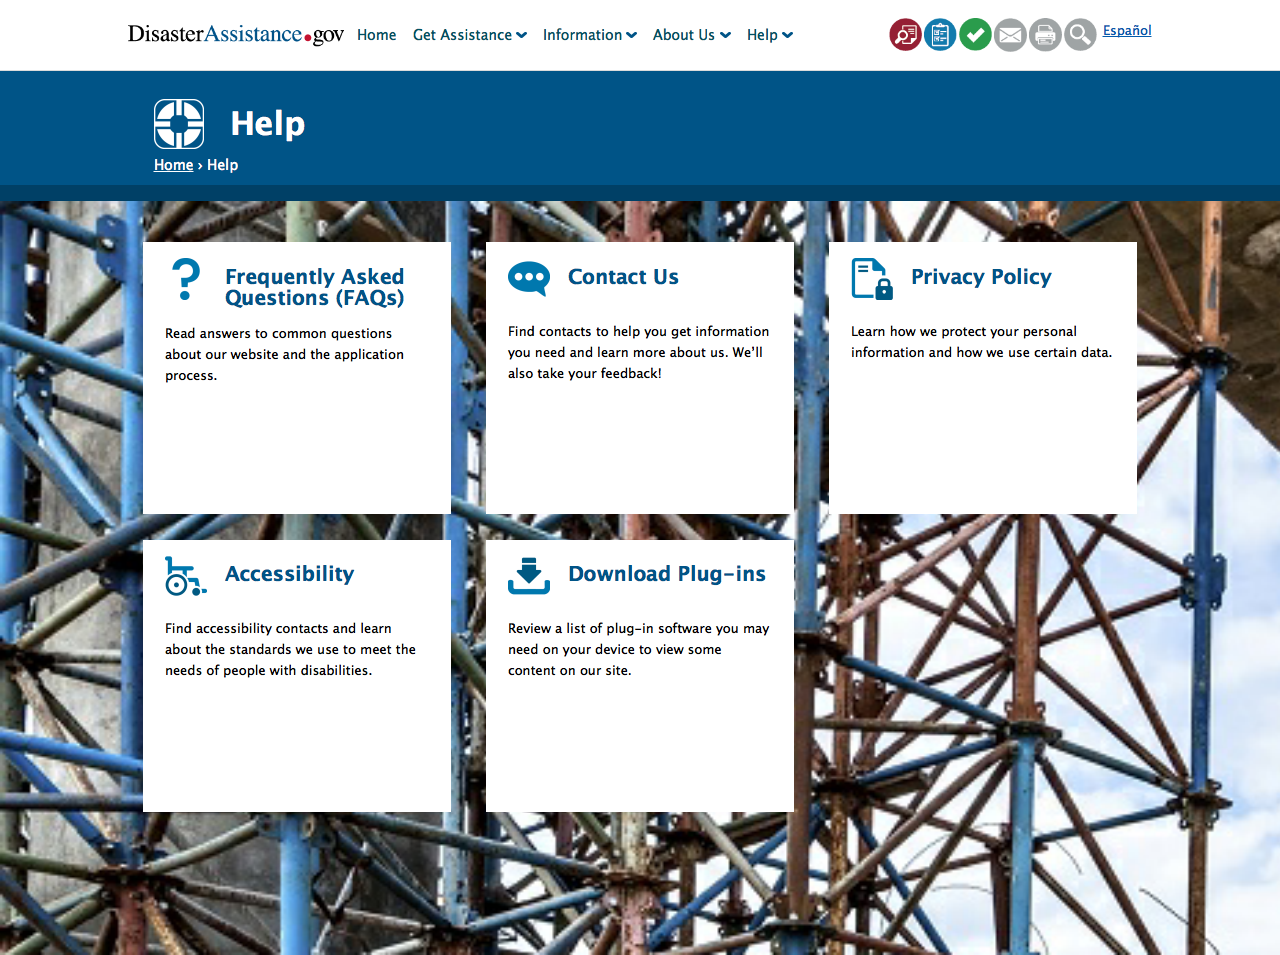 DisasterAssistance.gov Home Get Assistance Information About Us Help Español
Help
Home › Help
Frequently Asked
Questions (FAQs)
Read answers to common questions
about our website and the application
process.
Contact Us
Find contacts to help you get information
you need and learn more about us. We'll
also take your feedback!
Privacy Policy
Learn how we protect your personal
information and how we use certain data.
Accessibility
Find accessibility contacts and learn
about the standards we use to meet the
needs of people with disabilities.
Download Plug-ins
Review a list of plug-in software you may
need on your device to view some
content on our site.